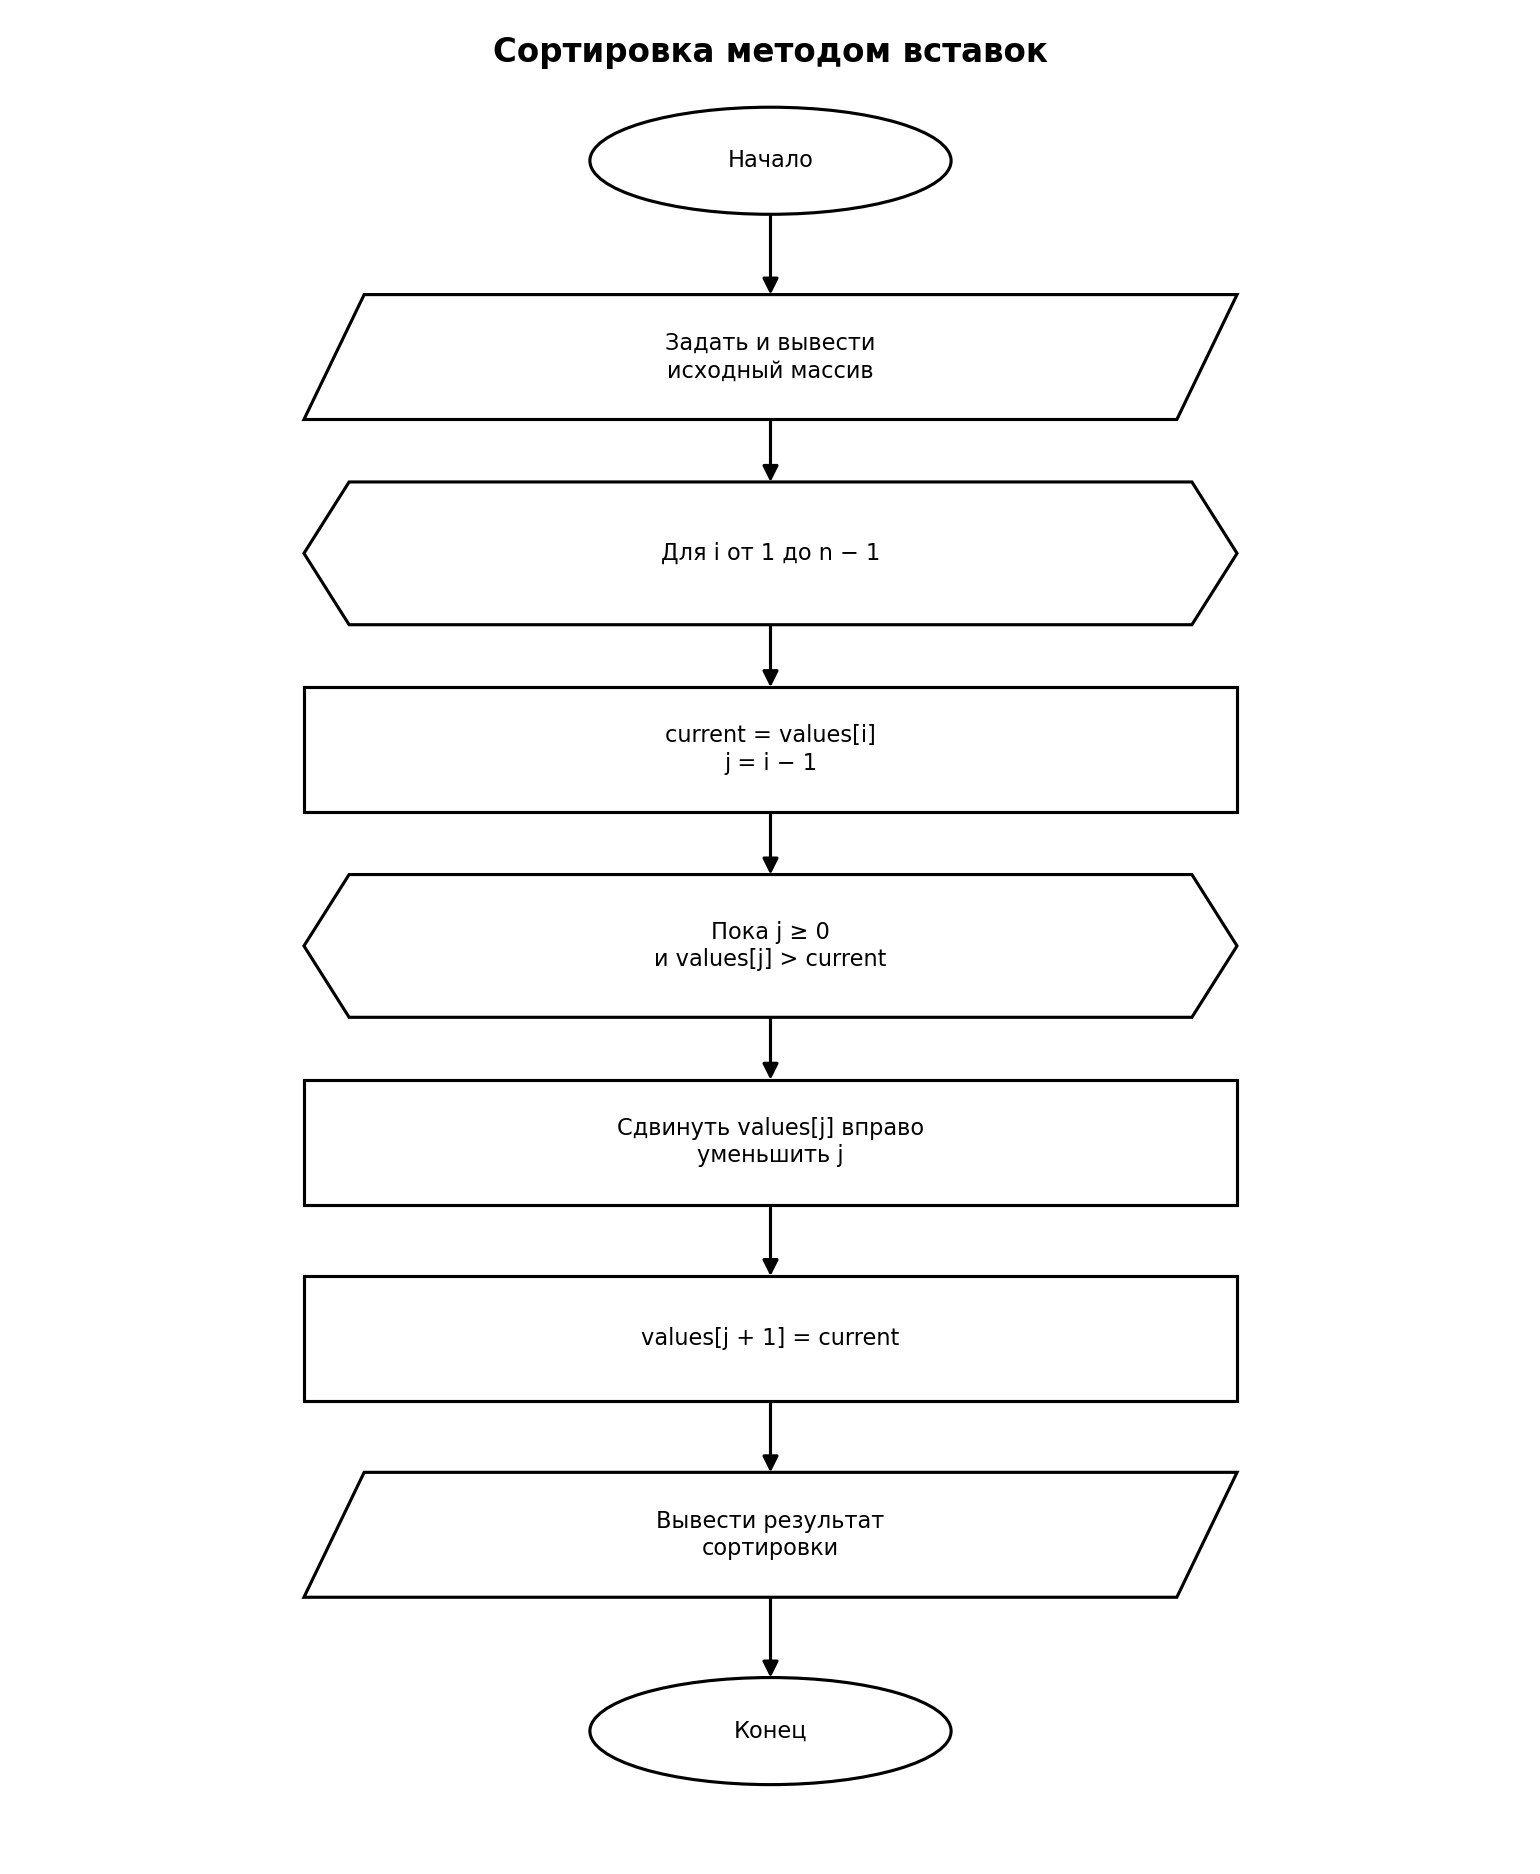 Сортировка методом вставок
Начало
Задать и вывести
исходный массив
Для i от 1 до n − 1
current = values[i]
j = i − 1
Пока j ≥ 0
и values[j] > current
Сдвинуть values[j] вправо
уменьшить j
values[j + 1] = current
Вывести результат
сортировки
Конец